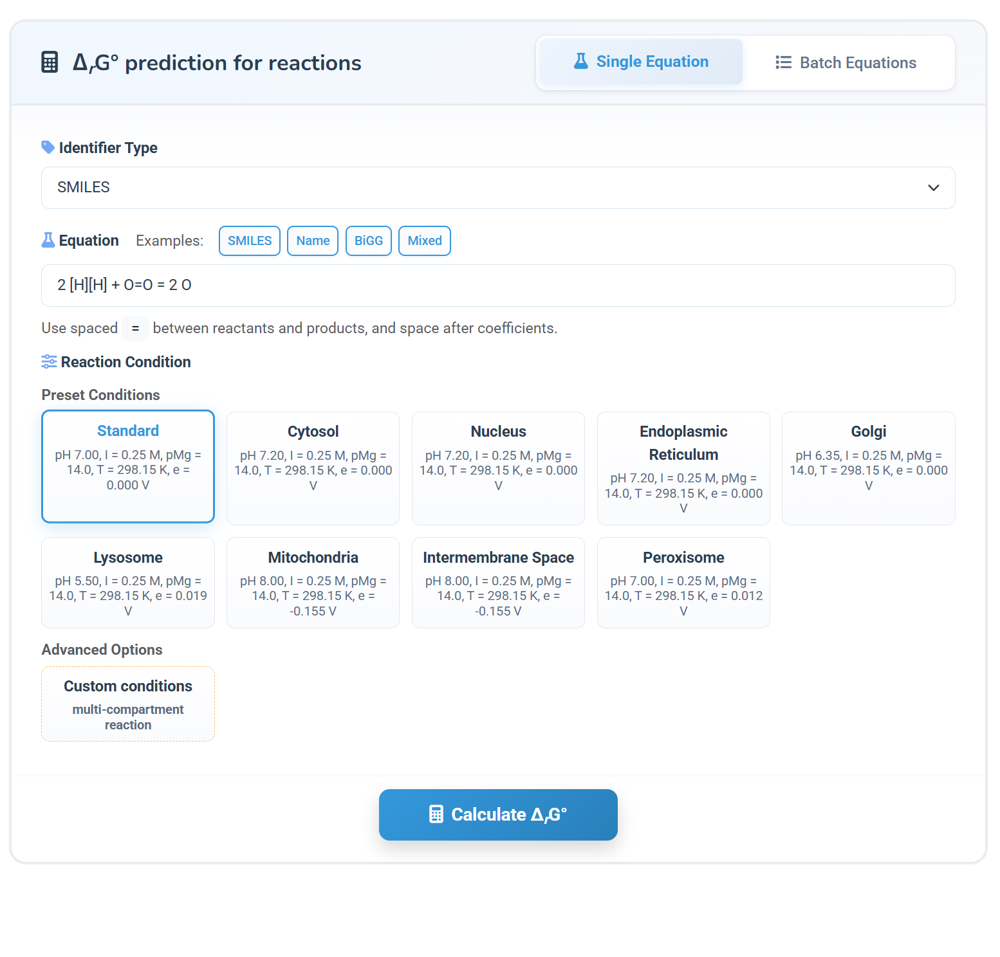 ΔrG° prediction for reactions
Single Equation
Batch Equations
Identifier Type
SMILES
Equation Examples: SMILES Name BiGG Mixed
2 [H][H] + O=O = 2 O
Use spaced = between reactants and products, and space after coefficients.
Reaction Condition
Preset Conditions
Standard
pH 7.00, I = 0.25 M, pMg =
14.0, T = 298.15 K, e =
0.000 V
Cytosol
pH 7.20, I = 0.25 M, pMg =
14.0, T = 298.15 K, e = 0.000
V
Nucleus
pH 7.20, I = 0.25 M, pMg =
14.0, T = 298.15 K, e = 0.000
V
Endoplasmic
Reticulum
pH 7.20, I = 0.25 M, pMg =
14.0, T = 298.15 K, e = 0.000
V
Golgi
pH 6.35, I = 0.25 M, pMg =
14.0, T = 298.15 K, e = 0.000
V
Lysosome
pH 5.50, I = 0.25 M, pMg =
14.0, T = 298.15 K, e = 0.019
V
Mitochondria
pH 8.00, I = 0.25 M, pMg =
14.0, T = 298.15 K, e =
-0.155 V
Intermembrane Space
pH 8.00, I = 0.25 M, pMg =
14.0, T = 298.15 K, e =
-0.155 V
Peroxisome
pH 7.00, I = 0.25 M, pMg =
14.0, T = 298.15 K, e = 0.012
V
Advanced Options
Custom conditions
multi-compartment
reaction
Calculate ΔrG°